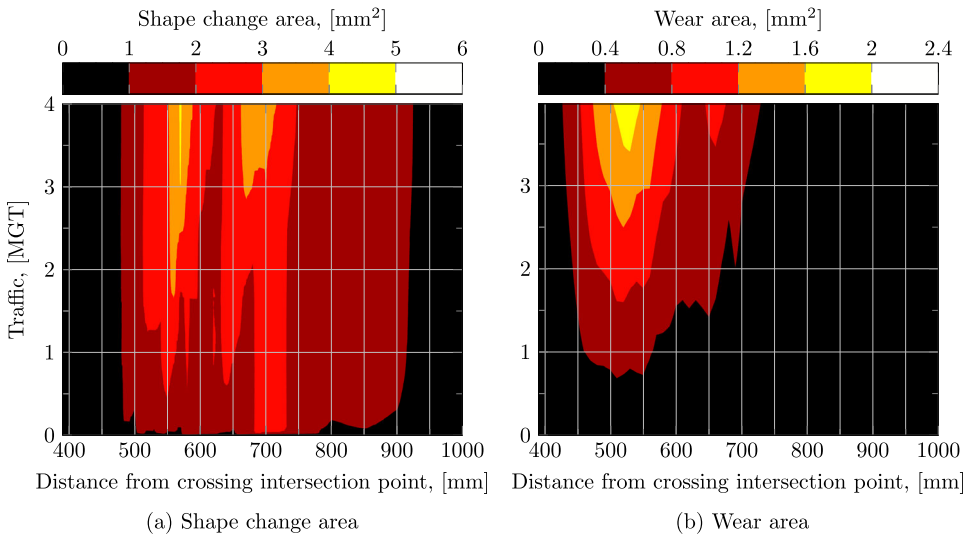 Shape change area, [mm²]
0 1 2 3 4 5 6
4
3
2
1
0
Traffic, [MGT]
400 500 600 700 800 900 1000
Distance from crossing intersection point, [mm]
(a) Shape change area
Wear area, [mm²]
0 0.4 0.8 1.2 1.6 2 2.4
4
3
2
1
0
400 500 600 700 800 900 1000
Distance from crossing intersection point, [mm]
(b) Wear area